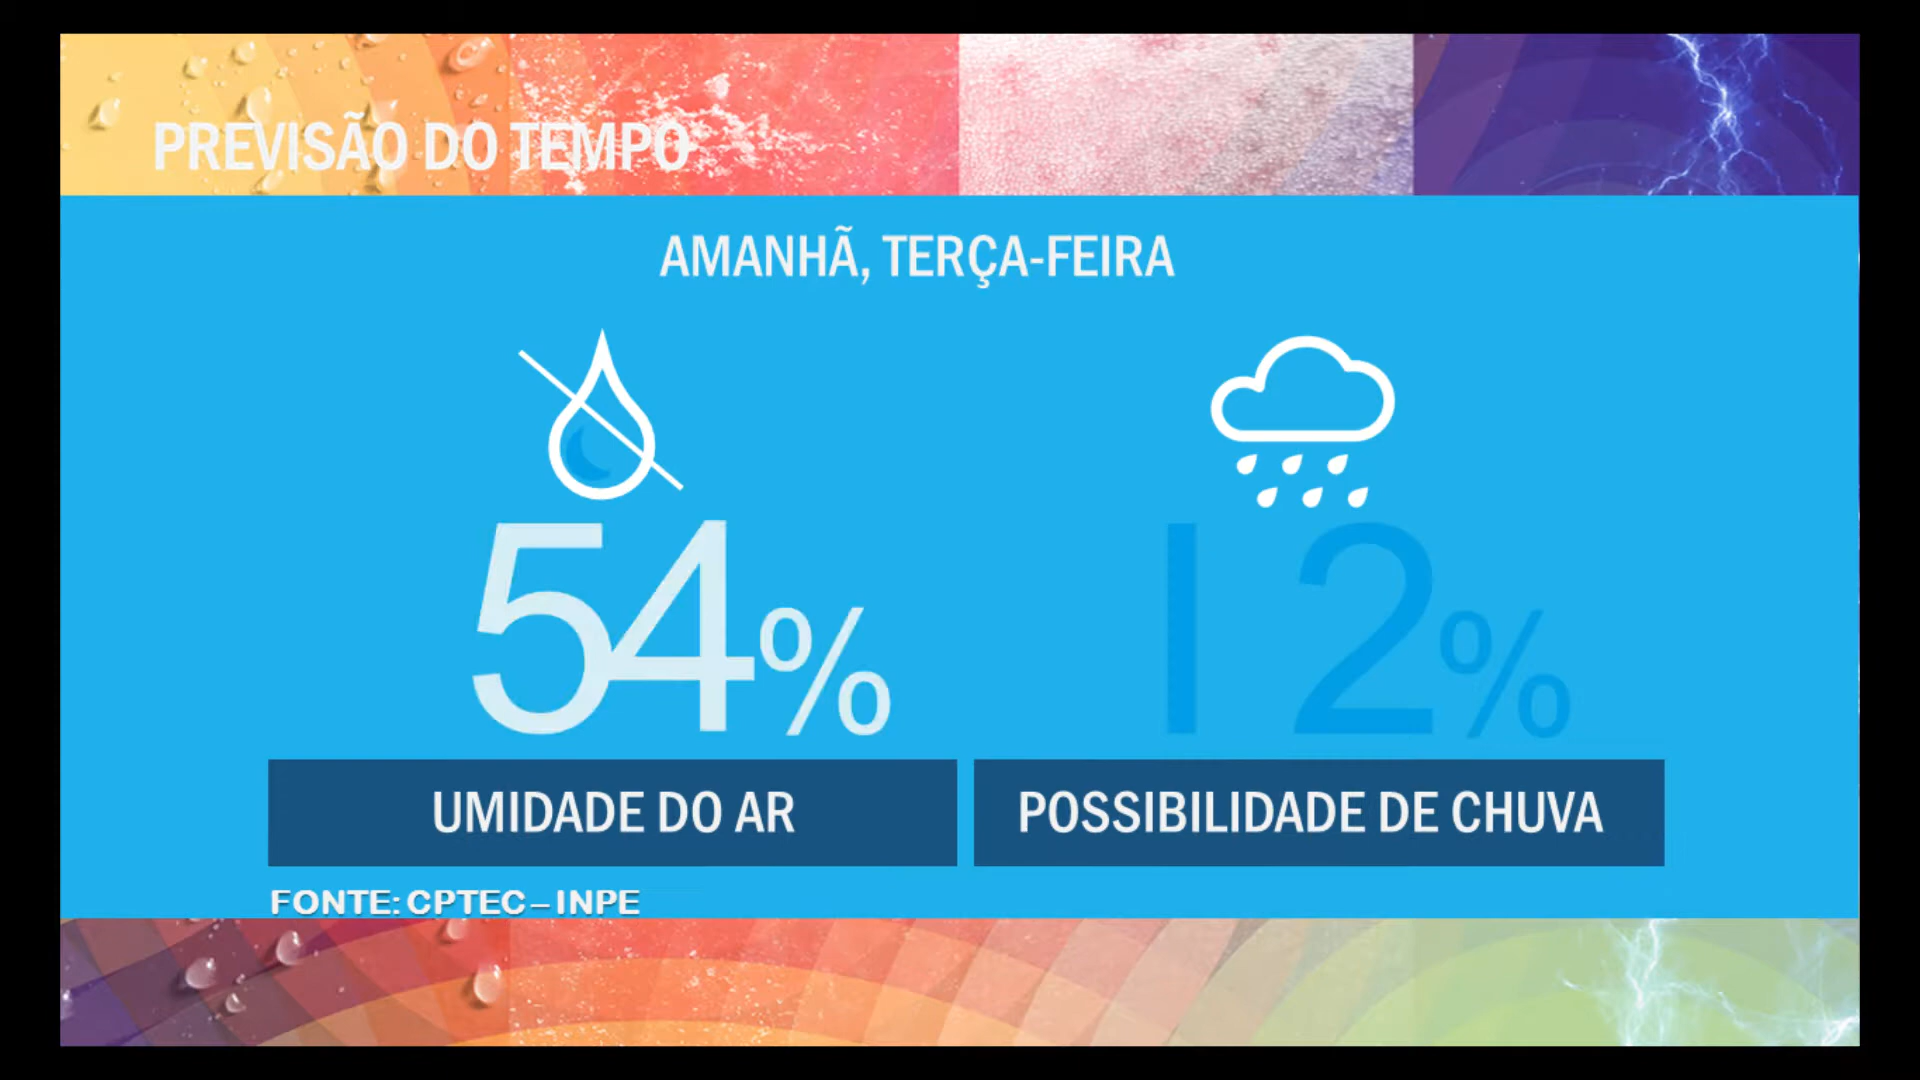 PREVISÃO DO TEMPO
AMANHÃ, TERÇA-FEIRA
54%
12%
UMIDADE DO AR
POSSIBILIDADE DE CHUVA
FONTE: CPTEC – INPE